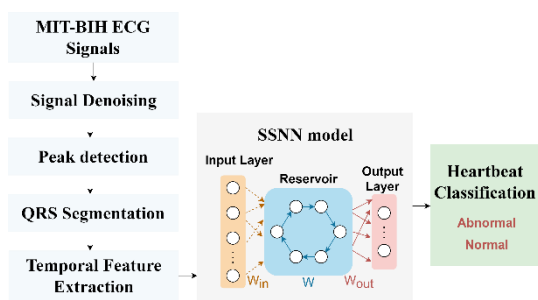 MIT-BIH ECG
Signals
Signal Denoising
Peak detection
QRS Segmentation
Temporal Feature
Extraction
SSNN model
Input Layer
Reservoir
Output
Layer
Win
W
Wout
Heartbeat
Classification
Abnormal
Normal